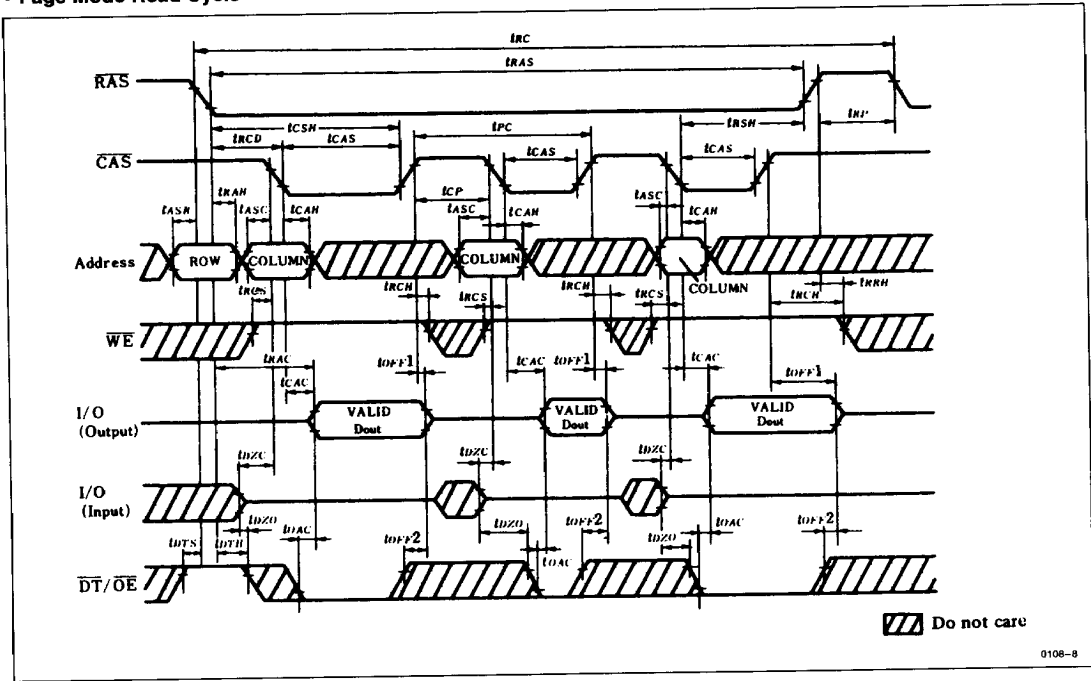 • Page Mode Read Cycle
tRC
tRAS
RAS
tCSH
tPC
tRSH
tRP
tRCD
tCAS
tCAS
tCAS
CAS
tCP
tASR
tRAH
tASC
tCAH
tASC
tCAH
tASC
tCAH
Address
ROW
COLUMN
COLUMN
COLUMN
tRCS
tRCH
tRCS
tRCH
tRCS
tRCH
tRRH
WE
tRAC
tCAC
tOFF1
tCAC
tOFF1
tCAC
tOFF1
I/O
(Output)
VALID
Dout
VALID
Dout
VALID
Dout
tDZC
tDZC
tDZC
I/O
(Input)
tDZO
tOAC
tOFF2
tDZO
tOAC
tOFF2
tDZO
tOAC
tOFF2
tDTS
tDTH
DT/OE
Do not care
0108–8